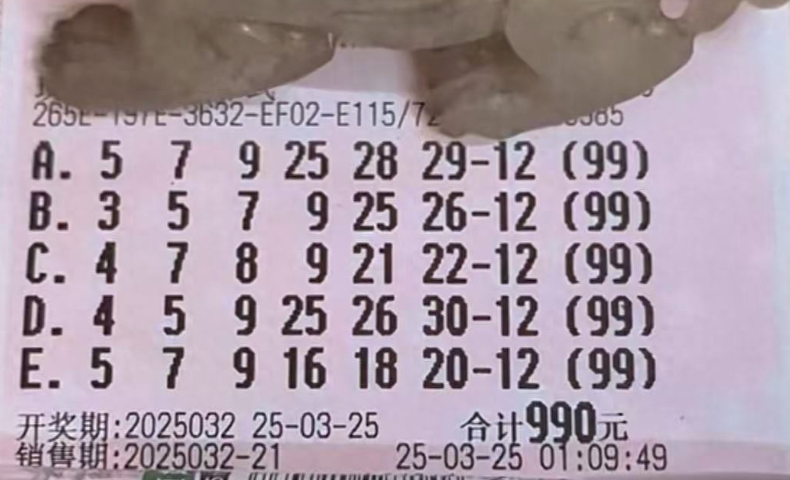 265E-197E-3632-EF02-E115/72
A. 5 7 9 25 28 29-12 (99)
B. 3 5 7 9 25 26-12 (99)
C. 4 7 8 9 21 22-12 (99)
D. 4 5 9 25 26 30-12 (99)
E. 5 7 9 16 18 20-12 (99)
开奖期:2025032 25-03-25 合计990元
销售期:2025032-21 25-03-25 01:09:49